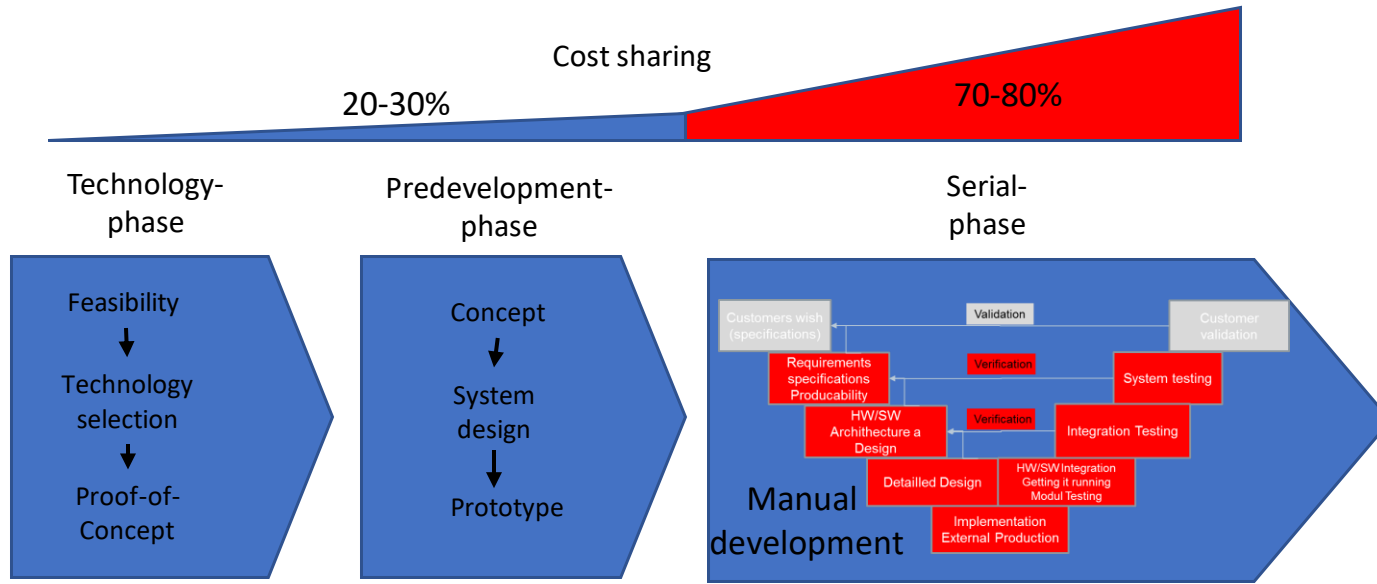 Cost sharing
20-30%
70-80%
Technology-
phase
Predevelopment-
phase
Serial-
phase
Feasibility
Technology
selection
Proof-of-
Concept
Concept
System
design
Prototype
Customers wish
(specifications)
Validation
Customer
validation
Requirements
specifications
Producability
Verification
System testing
HW/SW
Archithecture a
Design
Verification
Integration Testing
Detailled Design
HW/SW Integration
Getting it running
Modul Testing
Implementation
External Production
Manual
development